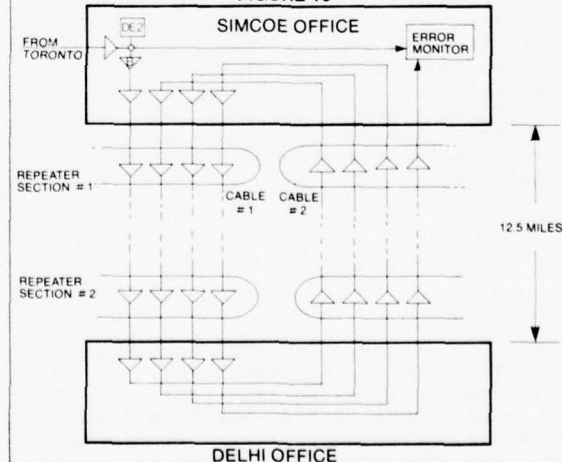 SIMCOE OFFICE
DE2
FROM
TORONTO
ERROR
MONITOR
REPEATER
SECTION #1
CABLE
#1
CABLE
#2
12.5 MILES
REPEATER
SECTION #2
DELHI OFFICE